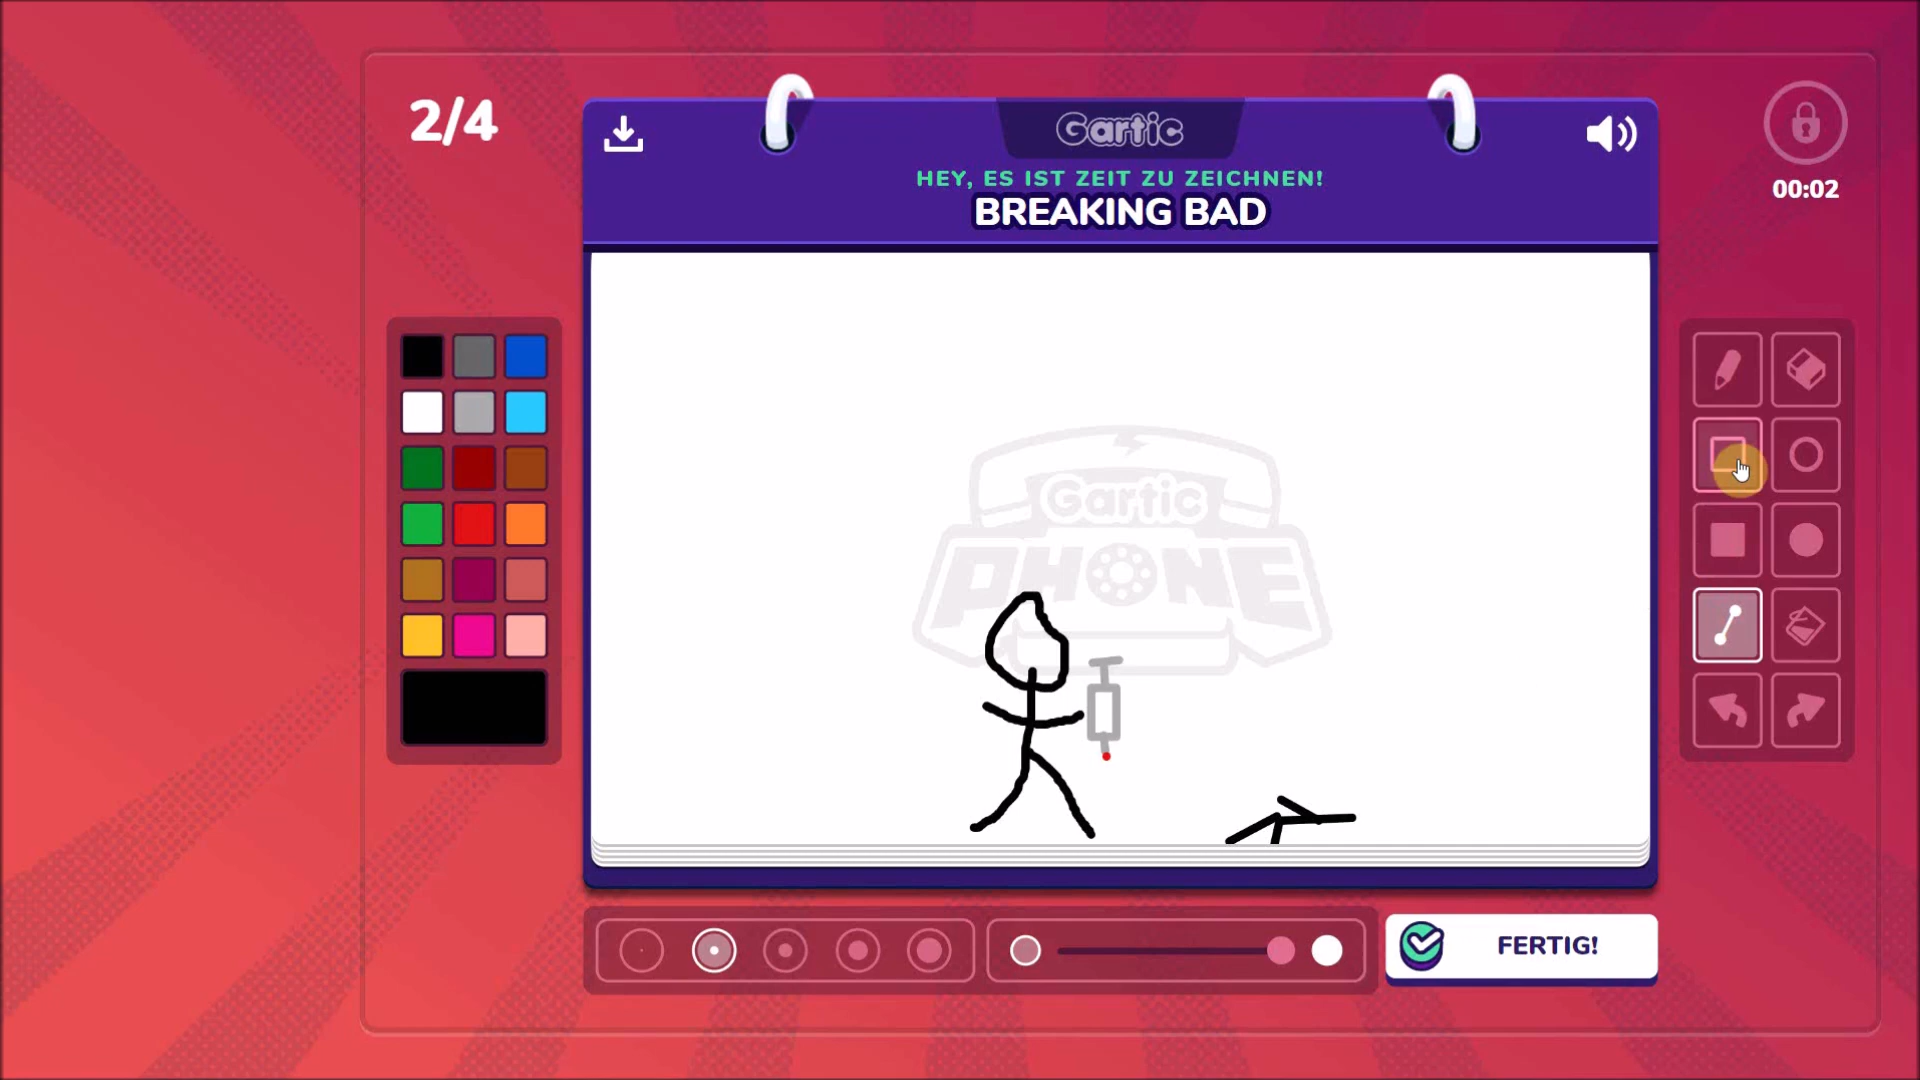 2/4
Gartic
HEY, ES IST ZEIT ZU ZEICHNEN!
BREAKING BAD
00:02
Gartic
PHONE
FERTIG!